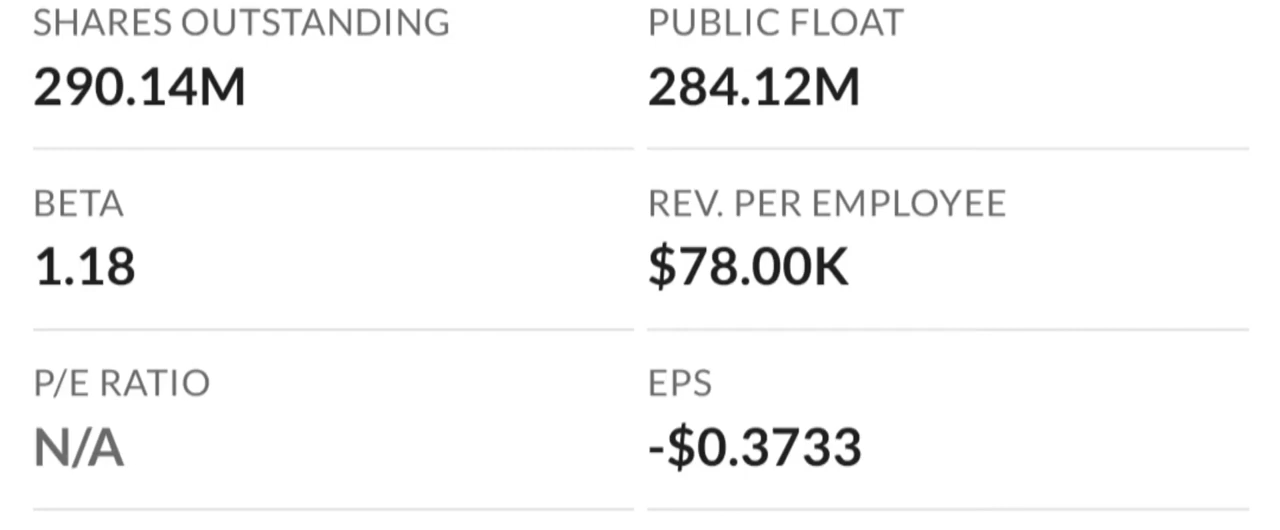 SHARES OUTSTANDING
290.14M
PUBLIC FLOAT
284.12M
BETA
1.18
REV. PER EMPLOYEE
$78.00K
P/E RATIO
N/A
EPS
-$0.3733